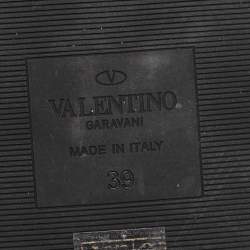 VALENTINO
GARAVANI
MADE IN ITALY
39